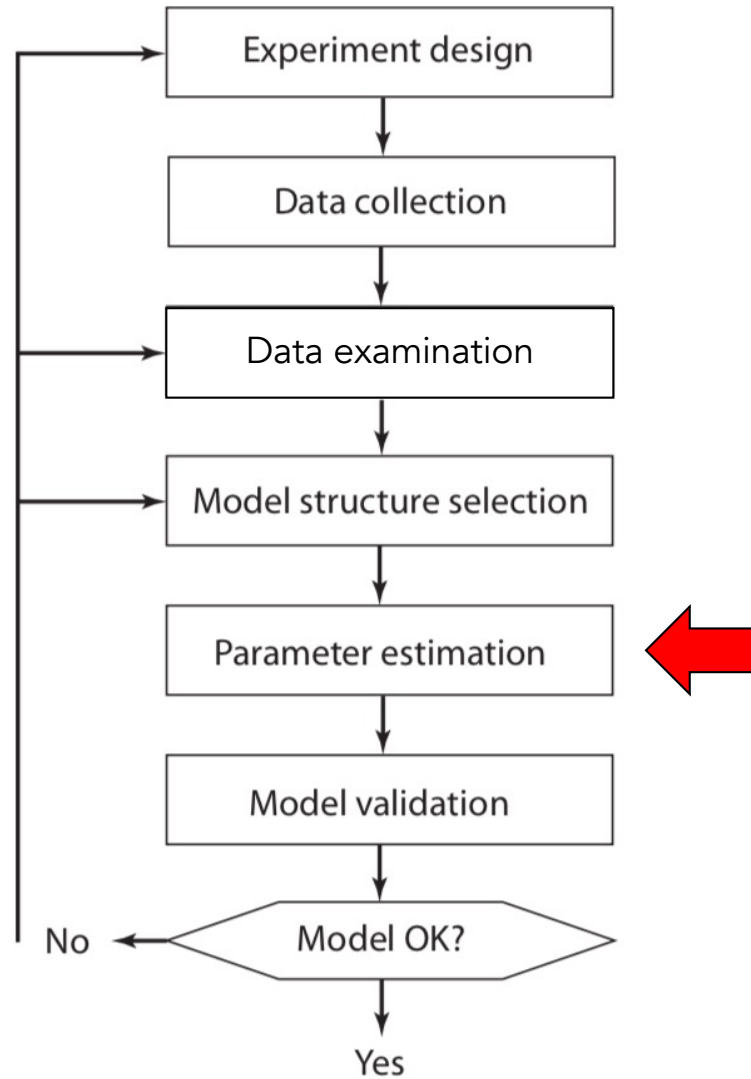 Experiment design
Data collection
Data examination
Model structure selection
Parameter estimation
Model validation
Model OK?
No
Yes